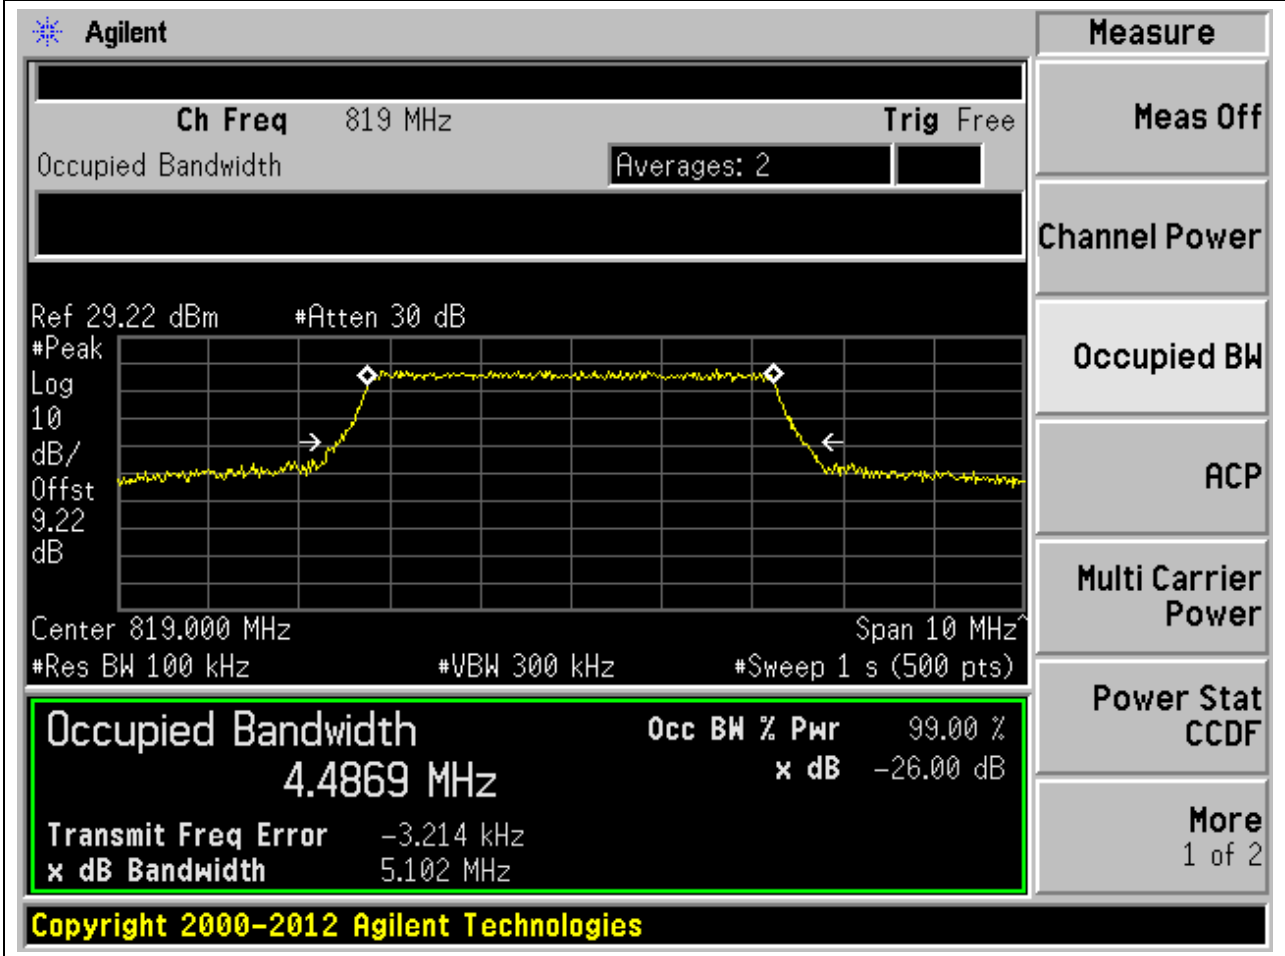 Agilent
Measure
Ch Freq 819 MHz Trig Free
Occupied Bandwidth Averages: 2
Meas Off
Channel Power
Occupied BW
ACP
Multi Carrier
Power
Power Stat
CCDF
More
1 of 2
Ref 29.22 dBm #Atten 30 dB
#Peak
Log
10
dB/
Offst
9.22
dB
Center 819.000 MHz Span 10 MHz^
#Res BW 100 kHz #VBW 300 kHz #Sweep 1 s (500 pts)
Occupied Bandwidth Occ BW % Pwr 99.00 %
4.4869 MHz x dB -26.00 dB
Transmit Freq Error -3.214 kHz
x dB Bandwidth 5.102 MHz
Copyright 2000-2012 Agilent Technologies